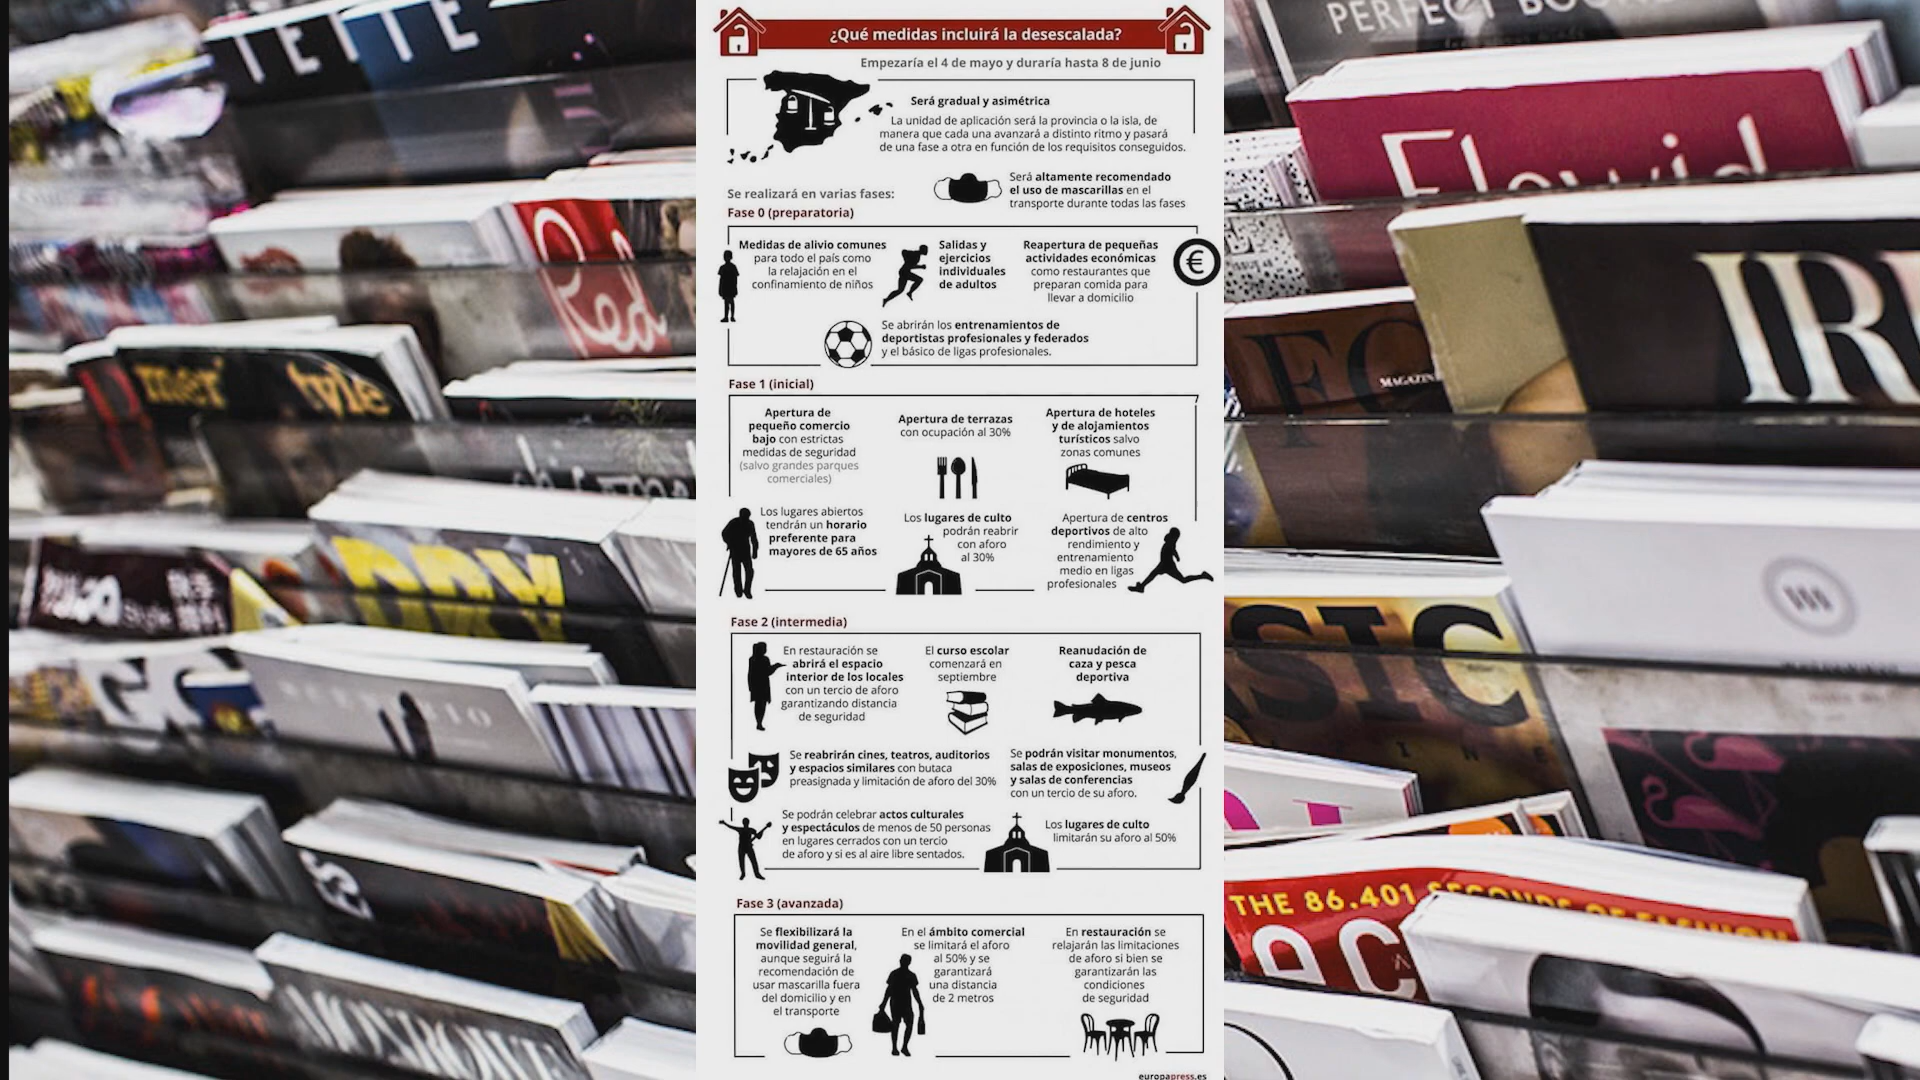 ¿Qué medidas incluirá la desescalada?
Empezaría el 4 de mayo y duraría hasta 8 de junio
Será gradual y asimétrica
La unidad de aplicación será la provincia o la isla, de
manera que cada una avanzará a distinto ritmo y pasará
de una fase a otra en función de los requisitos conseguidos.
Será altamente recomendado
el uso de mascarillas en el
transporte durante todas las fases
Se realizará en varias fases:
Fase 0 (preparatoria)
Medidas de alivio comunes
para todo el país como
la relajación en el
confinamiento de niños
Salidas y
ejercicios
individuales
de adultos
Reapertura de pequeñas
actividades económicas
como restaurantes que
preparan comida para
llevar a domicilio
€
Se abrirán los entrenamientos de
deportistas profesionales y federados
y el básico de ligas profesionales.
Fase 1 (inicial)
Apertura de
pequeño comercio
bajo con estrictas
medidas de seguridad
(salvo grandes parques
comerciales)
Apertura de terrazas
con ocupación al 30%
Apertura de hoteles
y de alojamientos
turísticos salvo
zonas comunes
Los lugares abiertos
tendrán un horario
preferente para
mayores de 65 años
Los lugares de culto
podrán reabrir
con aforo
al 30%
Apertura de centros
deportivos de alto
rendimiento y
entrenamiento
medio en ligas
profesionales
Fase 2 (intermedia)
En restauración se
abrirá el espacio
interior de los locales
con un tercio de aforo
garantizando distancia
de seguridad
El curso escolar
comenzará en
septiembre
Reanudación de
caza y pesca
deportiva
Se reabrirán cines, teatros, auditorios
y espacios similares con butaca
preasignada y limitación de aforo del 30%
Se podrán visitar monumentos,
salas de exposiciones, museos
y salas de conferencias
con un tercio de su aforo.
Se podrán celebrar actos culturales
y espectáculos de menos de 50 personas
en lugares cerrados con un tercio
de aforo y si es al aire libre sentados.
Los lugares de culto
limitarán su aforo al 50%
Fase 3 (avanzada)
Se flexibilizará la
movilidad general,
aunque seguirá la
recomendación de
usar mascarilla fuera
del domicilio y en
el transporte
En el ámbito comercial
se limitará el aforo
al 50% y se
garantizará
una distancia
de 2 metros
En restauración se
relajarán las limitaciones
de aforo si bien se
garantizarán las
condiciones
de seguridad
europapress.es
Red
PERFECT
IR
MAGAZIN
SIC
THE 86.401 SECONDS OF FASHION